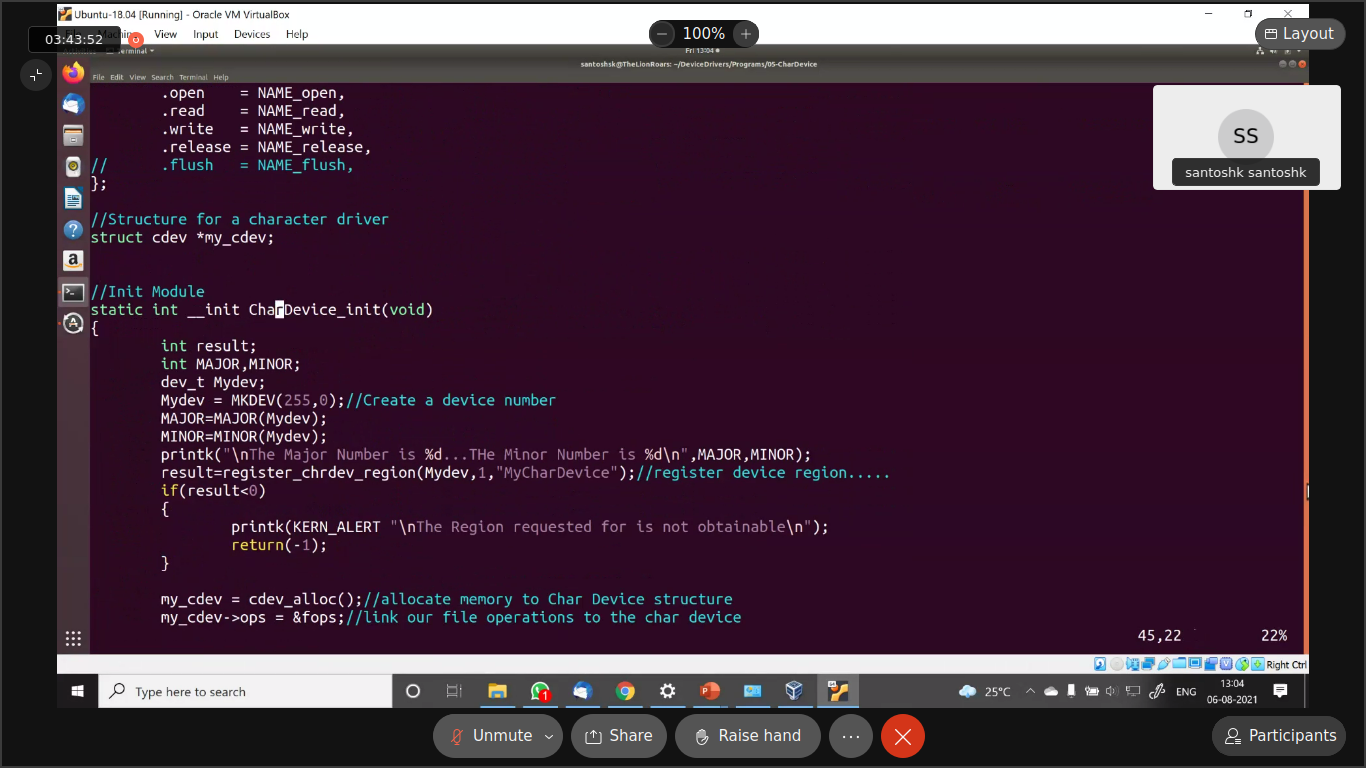 Ubuntu-18.04 [Running] - Oracle VM VirtualBox
View Input Devices Help
03:43:52
100%
Layout
Fri 13:04
santoshsk@TheLionRoars: ~/DeviceDrivers/Programs/05-CharDevice
File Edit View Search Terminal Help
.open = NAME_open,
.read = NAME_read,
.write = NAME_write,
.release = NAME_release,
// .flush = NAME_flush,
};
SS
santoshk santoshk
//Structure for a character driver
struct cdev *my_cdev;
//Init Module
static int __init CharDevice_init(void)
{
int result;
int MAJOR,MINOR;
dev_t Mydev;
Mydev = MKDEV(255,0);//Create a device number
MAJOR=MAJOR(Mydev);
MINOR=MINOR(Mydev);
printk("\nThe Major Number is %d...THe Minor Number is %d\n",MAJOR,MINOR);
result=register_chrdev_region(Mydev,1,"MyCharDevice");//register device region.....
if(result<0)
{
printk(KERN_ALERT "\nThe Region requested for is not obtainable\n");
return(-1);
}
my_cdev = cdev_alloc();//allocate memory to Char Device structure
my_cdev->ops = &fops;//link our file operations to the char device
45,22 22%
Right Ctrl
Type here to search
1
25°C
ENG
13:04
06-08-2021
Unmute
Share
Raise hand
Participants